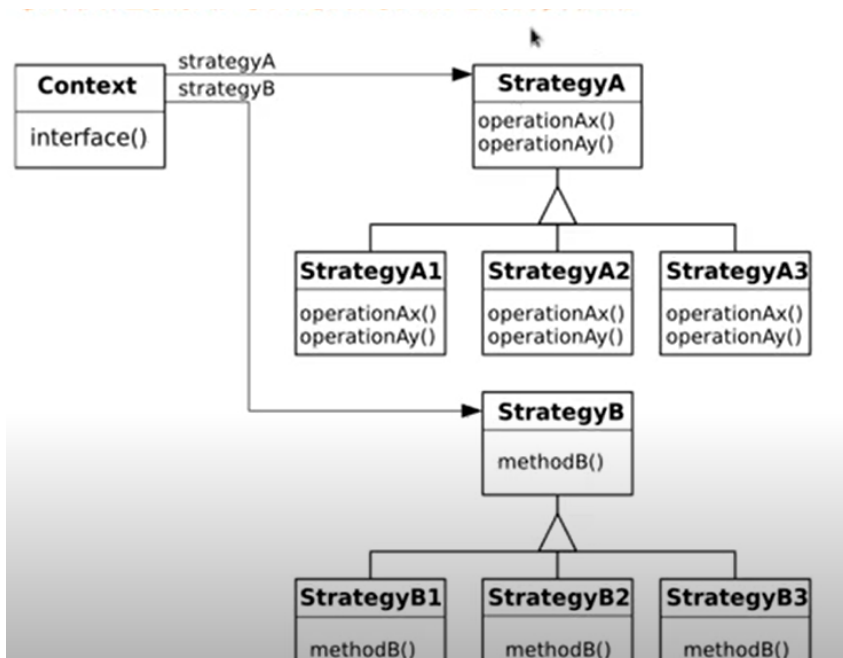 strategyA
strategyB
Context
interface()
StrategyA
operationAx()
operationAy()
StrategyA1
operationAx()
operationAy()
StrategyA2
operationAx()
operationAy()
StrategyA3
operationAx()
operationAy()
StrategyB
methodB()
StrategyB1
methodB()
StrategyB2
methodB()
StrategyB3
methodB()